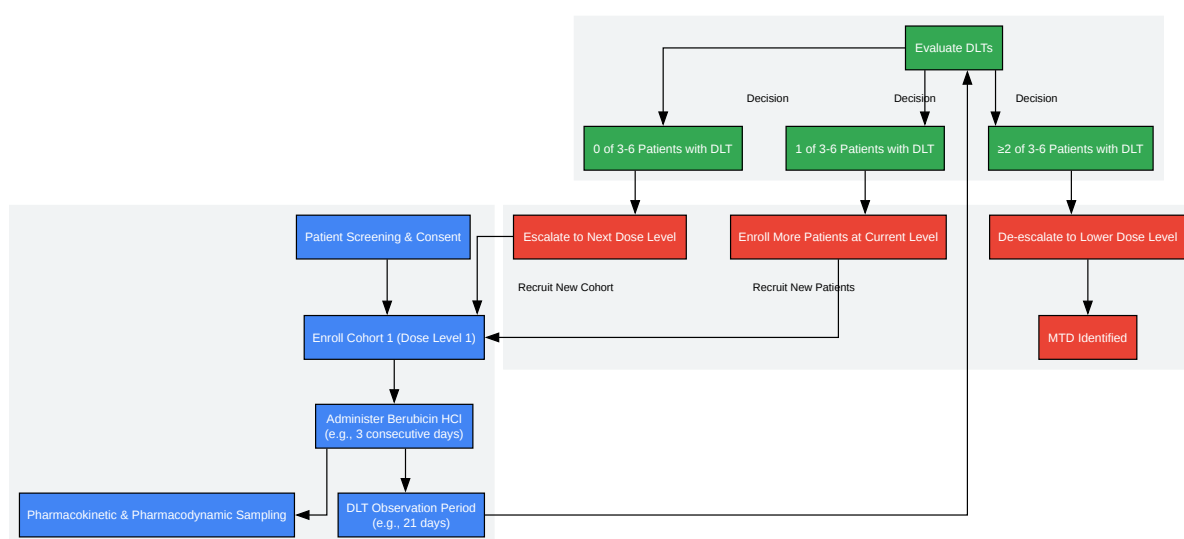 Evaluate DLTs
Decision
Decision
Decision
0 of 3-6 Patients with DLT
1 of 3-6 Patients with DLT
≥2 of 3-6 Patients with DLT
Patient Screening & Consent
Escalate to Next Dose Level
Enroll More Patients at Current Level
De-escalate to Lower Dose Level
Recruit New Cohort
Recruit New Patients
Enroll Cohort 1 (Dose Level 1)
MTD Identified
Administer Berubicin HCl
(e.g., 3 consecutive days)
Pharmacokinetic & Pharmacodynamic Sampling
DLT Observation Period
(e.g., 21 days)